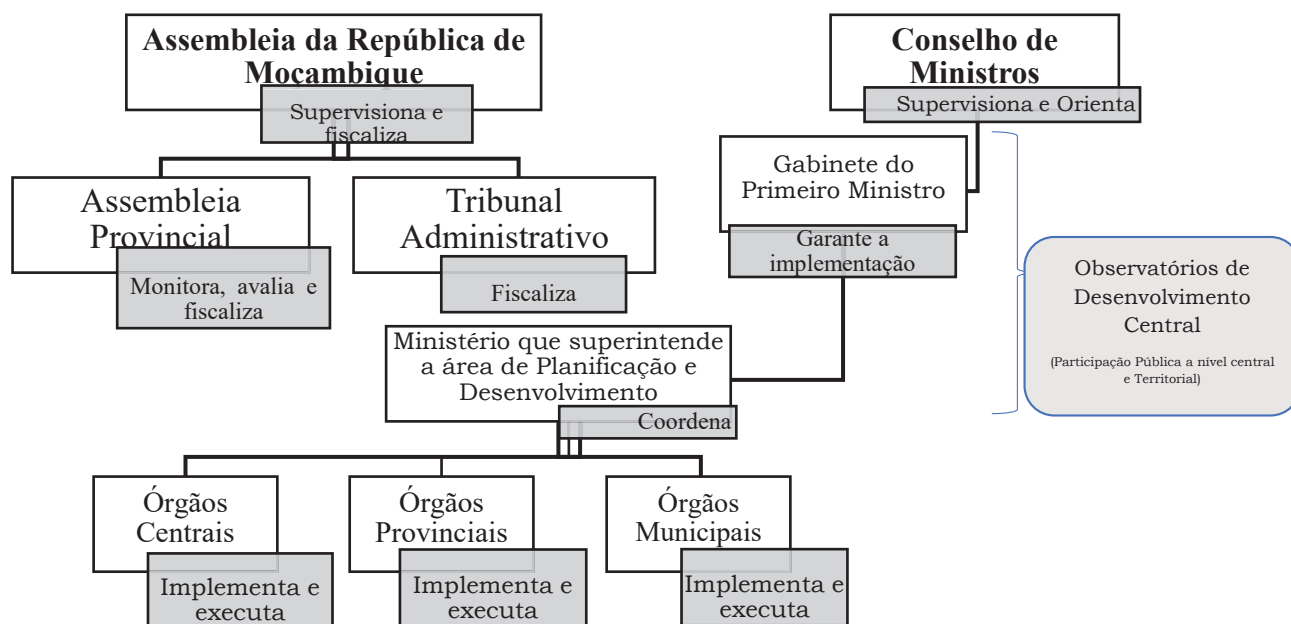 Assembleia da República de
Moçambique
Supervisiona e
fiscaliza
Conselho de
Ministros
Supervisiona e Orienta
Assembleia
Provincial
Monitora, avalia e
fiscaliza
Tribunal
Administrativo
Fiscaliza
Gabinete do
Primeiro Ministro
Garante a
implementação
Observatórios de
Desenvolvimento
Central
(Participação Pública a nível central
e Territorial)
Ministério que superintende
a área de Planificação e
Desenvolvimento
Coordena
Órgãos
Centrais
Implementa e
executa
Órgãos
Provinciais
Implementa e
executa
Órgãos
Municipais
Implementa e
executa